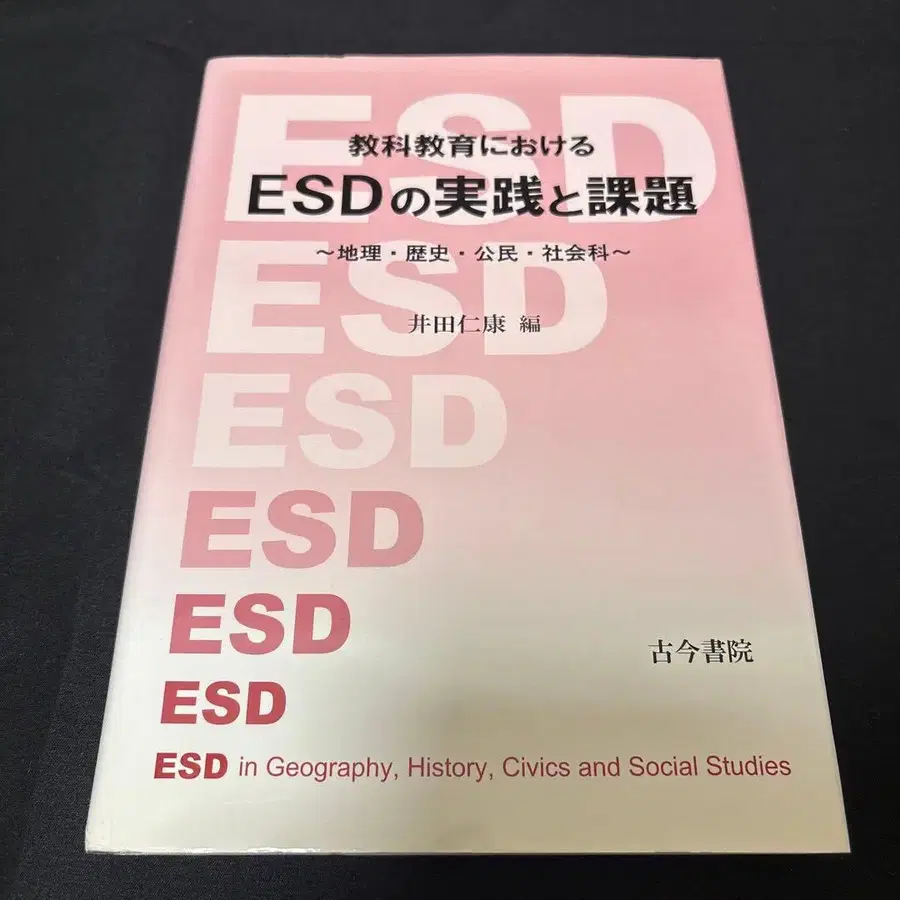 ESD
教科教育における
ESDの実践と課題
～地理・歴史・公民・社会科～
ESD
井田仁康 編
ESD
ESD
ESD
古今書院
ESD
ESD in Geography, History, Civics and Social Studies